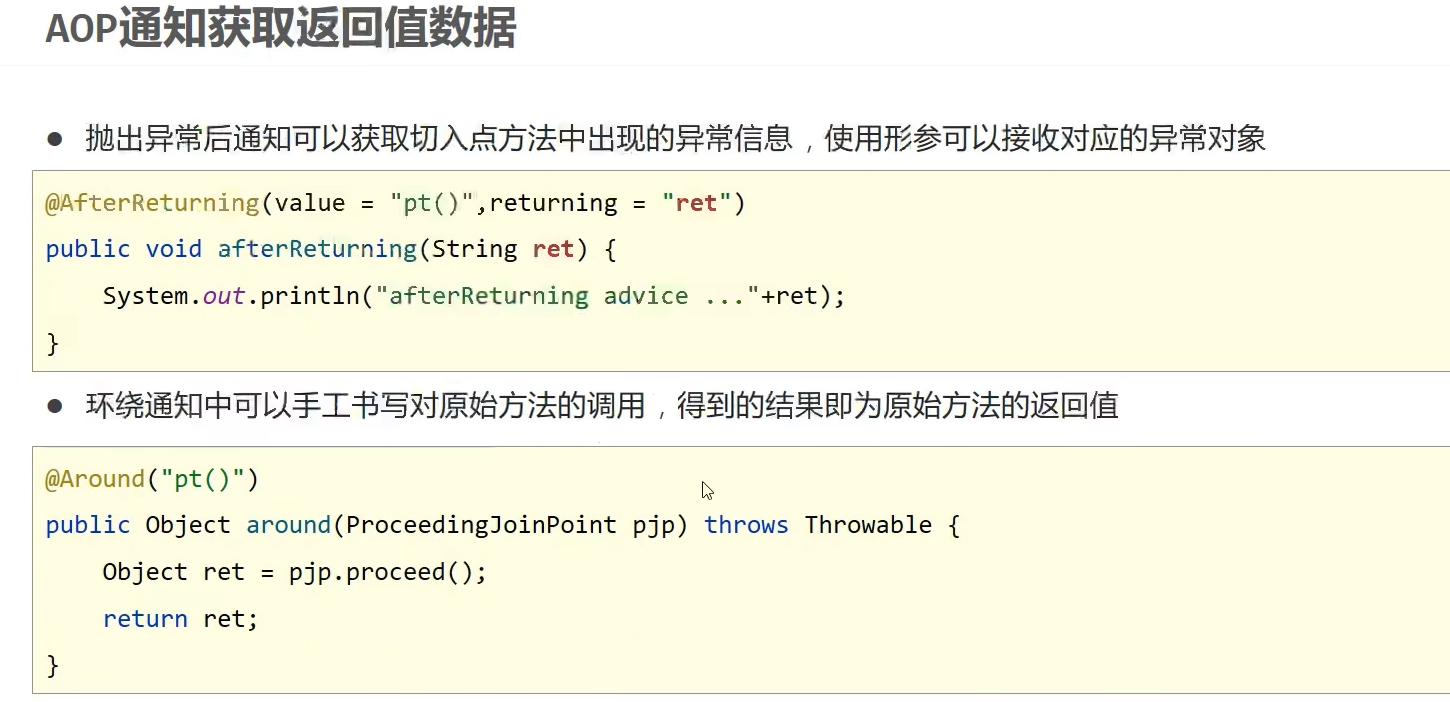 AOP通知获取返回值数据
● 抛出异常后通知可以获取切入点方法中出现的异常信息，使用形参可以接收对应的异常对象
@AfterReturning(value = "pt()",returning = "ret")
public void afterReturning(String ret) {
    System.out.println("afterReturning advice ..."+ret);
}
● 环绕通知中可以手工书写对原始方法的调用，得到的结果即为原始方法的返回值
@Around("pt()")
public Object around(ProceedingJoinPoint pjp) throws Throwable {
    Object ret = pjp.proceed();
    return ret;
}